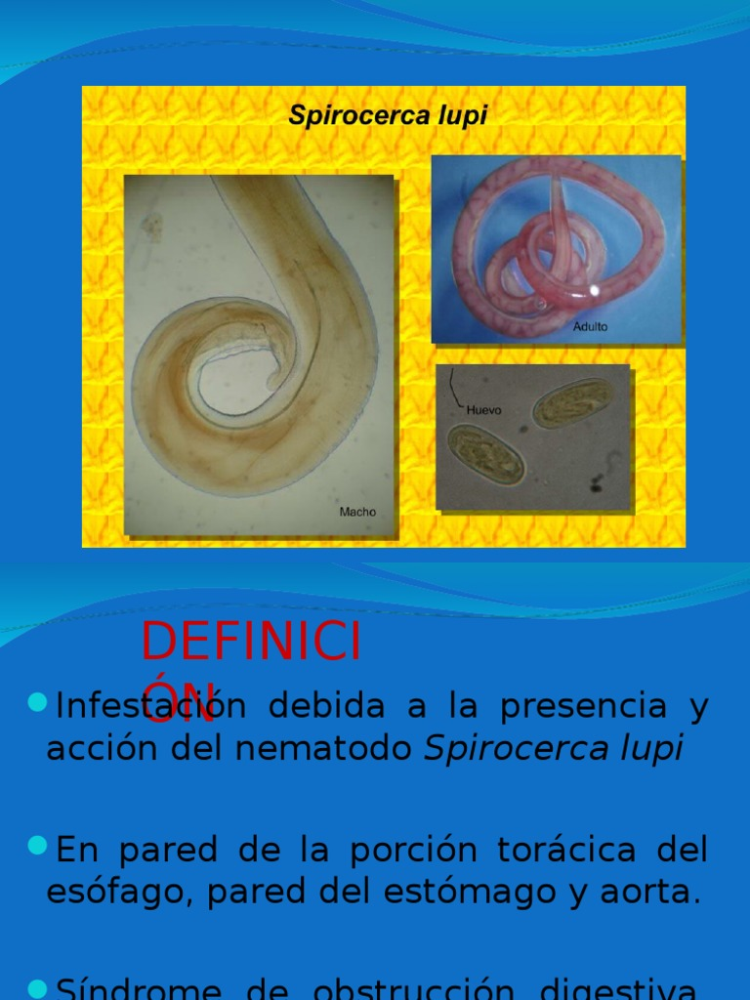 Spirocerca lupi
Adulto
Huevo
Macho
DEFINICI
ÓN
Infestación debida a la presencia y
acción del nematodo Spirocerca lupi
En pared de la porción torácica del
esófago, pared del estómago y aorta.
Síndrome de obstrucción digestiva,